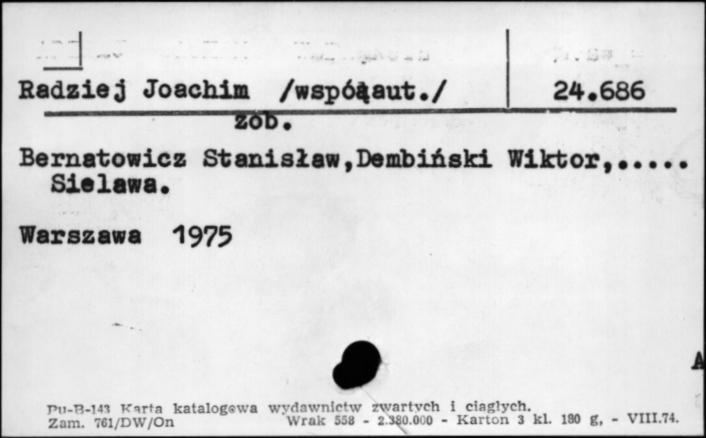 Radziej Joachim /współaut./ 24.686
zob.
Bernatowicz Stanisław,Dembiński Wiktor,.....
Sielawa.
Warszawa 1975
A
Pu-B-143 Karta katalogowa wydawnictw zwartych i ciągłych.
Zam. 761/DW/On Wrak 558 - 2.380.000 - Karton 3 kl. 180 g, - VIII.74.